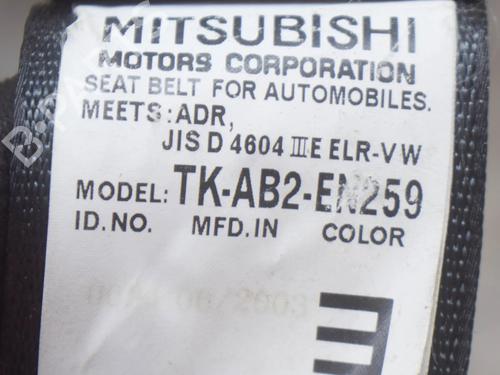 MITSUBISHI
MOTORS CORPORATION
SEAT BELT FOR AUTOMOBILES.
MEETS:ADR,
JIS D 4604 ⅢE ELR-VW
MODEL: TK-AB2-EN259
ID.NO. MFD.IN COLOR